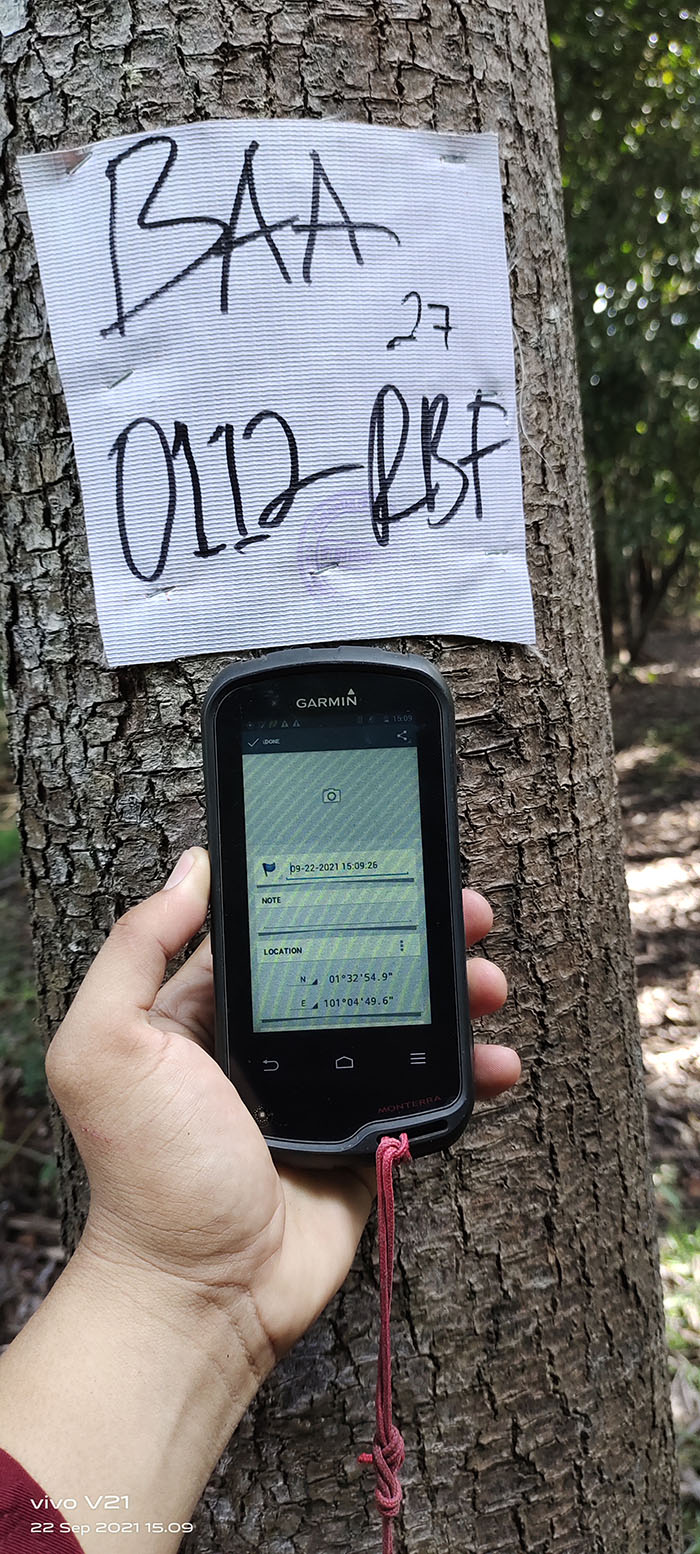 BAA
27
0112 RBF
GARMIN
15:09
DONE
09-22-2021 15:09:26
NOTE
LOCATION
N 01°32'54.9"
E 101°04'49.6"
MONTERRA
vivo V21
22 Sep 2021 15.09